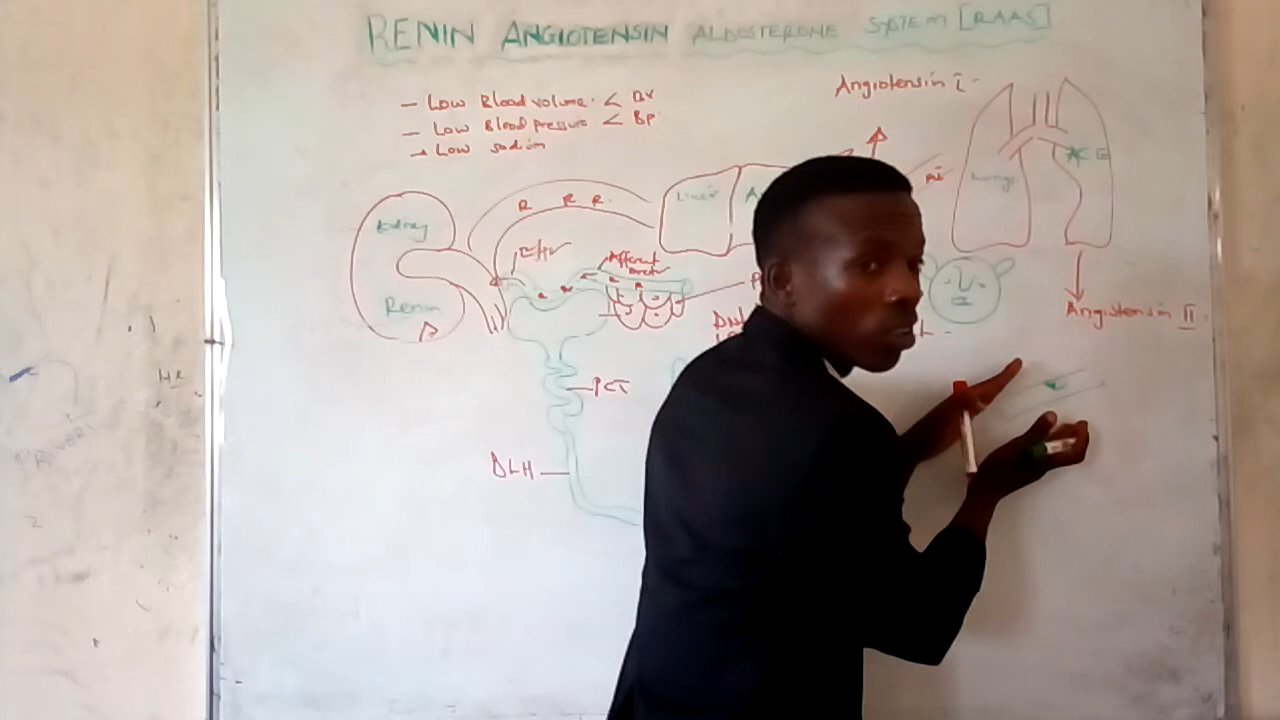 RENIN ANGIOTENSIN ALDOSTERONE SYSTEM [RAAS]
Angiotensin I
- Low Blood volume. < BV
- Low Blood pressure < BP
→ Low sodium
ACE
Kidney
R R R.
Liver
Lungs
Afferent
Renin
Angiotensin II
PCT
DLH